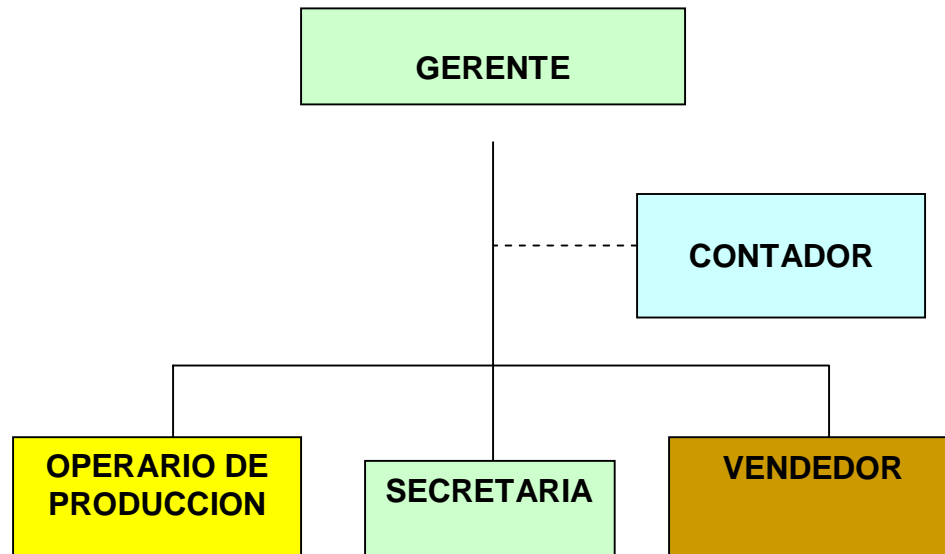 GERENTE
CONTADOR
OPERARIO DE
PRODUCCION
SECRETARIA
VENDEDOR